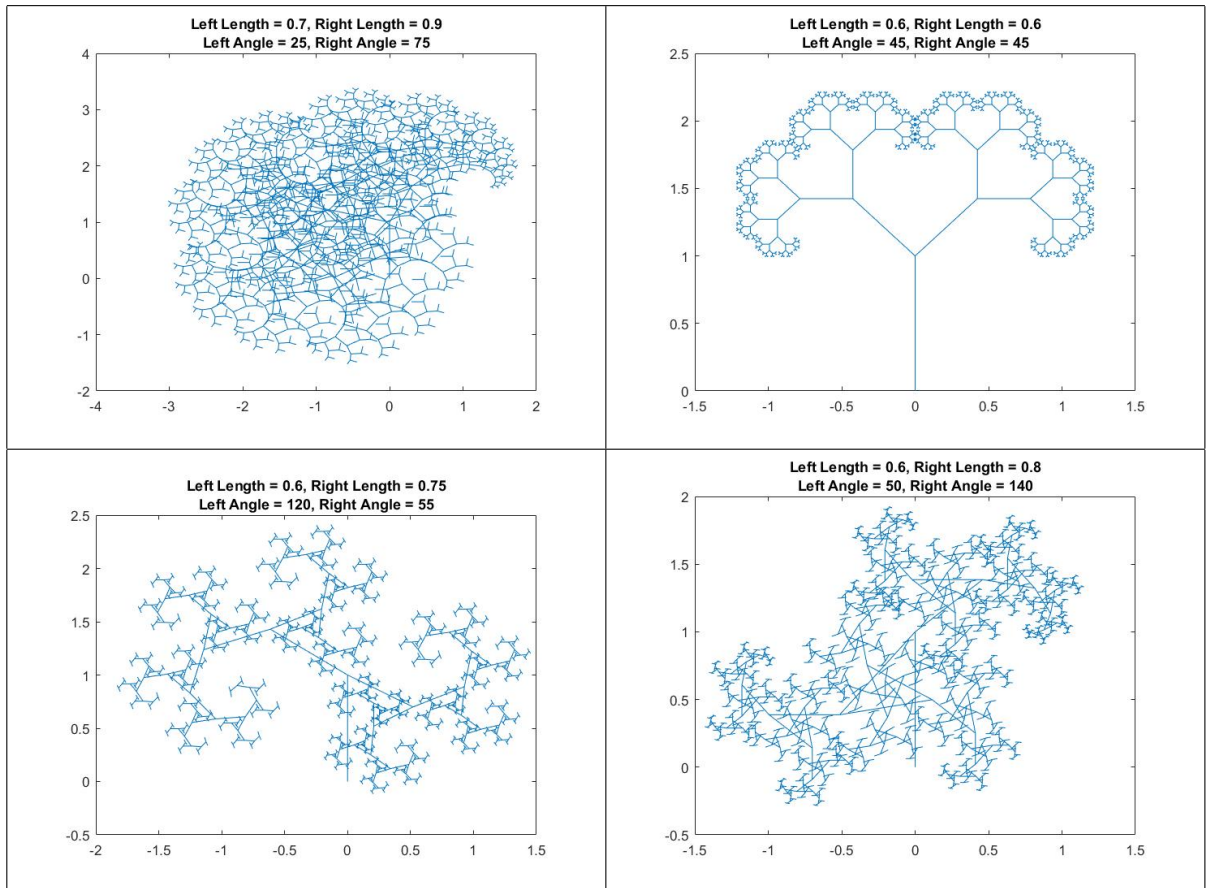 Left Length = 0.7, Right Length = 0.9
Left Angle = 25, Right Angle = 75
4
3
2
1
0
-1
-2
-4 -3 -2 -1 0 1 2
Left Length = 0.6, Right Length = 0.6
Left Angle = 45, Right Angle = 45
2.5
2
1.5
1
0.5
0
-1.5 -1 -0.5 0 0.5 1 1.5
Left Length = 0.6, Right Length = 0.75
Left Angle = 120, Right Angle = 55
2.5
2
1.5
1
0.5
0
-0.5
-2 -1.5 -1 -0.5 0 0.5 1 1.5
Left Length = 0.6, Right Length = 0.8
Left Angle = 50, Right Angle = 140
2
1.5
1
0.5
0
-0.5
-1.5 -1 -0.5 0 0.5 1 1.5